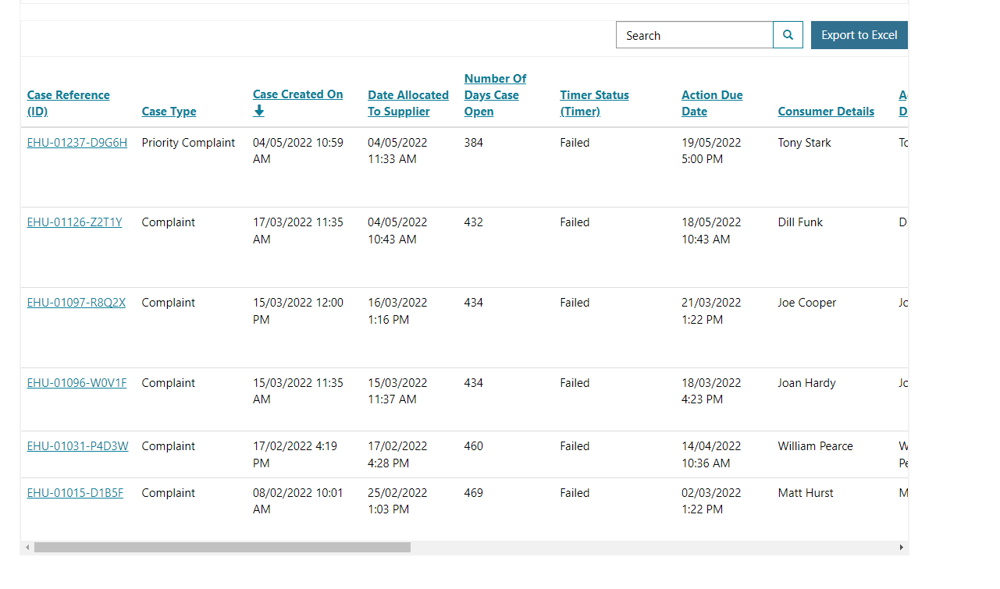 Search
Export to Excel
Case Reference (ID) Case Type Case Created On Date Allocated To Supplier Number Of Days Case Open Timer Status (Timer) Action Due Date Consumer Details
EHU-01237-D9G6H Priority Complaint 04/05/2022 10:59 AM 04/05/2022 11:33 AM 384 Failed 19/05/2022 5:00 PM Tony Stark
EHU-01126-Z2T1Y Complaint 17/03/2022 11:35 AM 04/05/2022 10:43 AM 432 Failed 18/05/2022 10:43 AM Dill Funk
EHU-01097-R8Q2X Complaint 15/03/2022 12:00 PM 16/03/2022 1:16 PM 434 Failed 21/03/2022 1:22 PM Joe Cooper
EHU-01096-W0V1F Complaint 15/03/2022 11:35 AM 15/03/2022 11:37 AM 434 Failed 18/03/2022 4:23 PM Joan Hardy
EHU-01031-P4D3W Complaint 17/02/2022 4:19 PM 17/02/2022 4:28 PM 460 Failed 14/04/2022 10:36 AM William Pearce
EHU-01015-D1B5F Complaint 08/02/2022 10:01 AM 25/02/2022 1:03 PM 469 Failed 02/03/2022 1:22 PM Matt Hurst